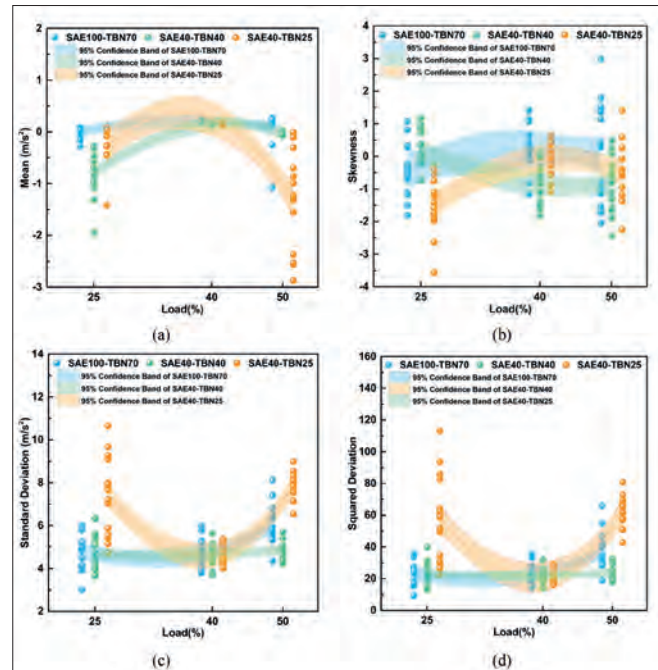 SAE100-TBN70 SAE40-TBN40 SAE40-TBN25
95% Confidence Band of SAE100-TBN70
95% Confidence Band of SAE40-TBN40
95% Confidence Band of SAE40-TBN25
Mean (m/s²)
2
1
0
-1
-2
-3
25 40 50
Load(%)
(a)
SAE100-TBN70 SAE40-TBN40 SAE40-TBN25
95% Confidence Band of SAE100-TBN70
95% Confidence Band of SAE40-TBN40
95% Confidence Band of SAE40-TBN25
Skewness
4
3
2
1
0
-1
-2
-3
-4
25 40 50
Load(%)
(b)
SAE100-TBN70 SAE40-TBN40 SAE40-TBN25
95% Confidence Band of SAE100-TBN70
95% Confidence Band of SAE40-TBN40
95% Confidence Band of SAE40-TBN25
Standard Deviation (m/s²)
14
12
10
8
6
4
2
25 40 50
Load(%)
(c)
SAE100-TBN70 SAE40-TBN40 SAE40-TBN25
95% Confidence Band of SAE100-TBN70
95% Confidence Band of SAE40-TBN40
95% Confidence Band of SAE40-TBN25
Squared Deviation
160
140
120
100
80
60
40
20
0
25 40 50
Load(%)
(d)